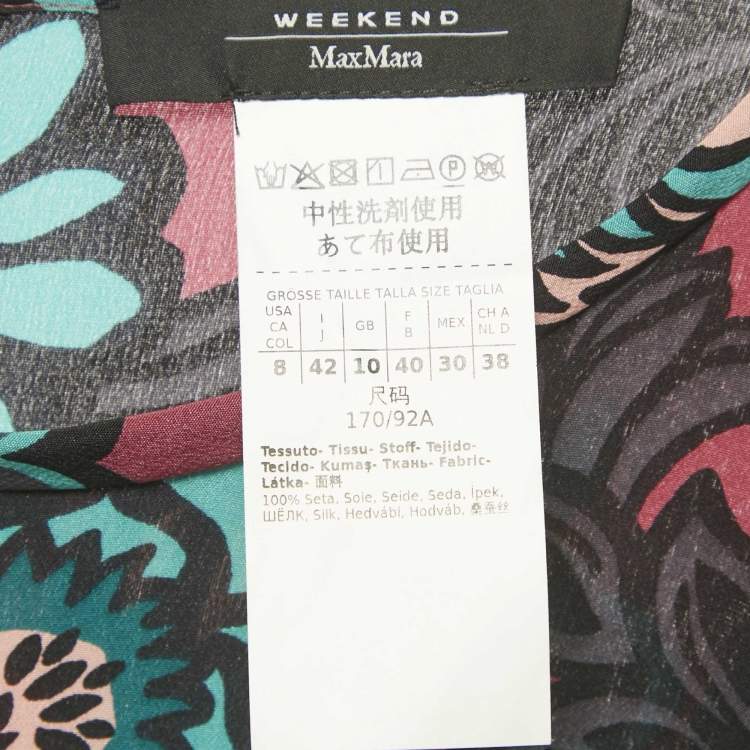 WEEKEND
MaxMara
P W
中性洗剤使用
あて布使用
GROSSE TAILLE TALLA SIZE TAGLIA
USA CA COL I J GB F B MEX CH A NL D
8 42 10 40 30 38
尺码
170/92A
Tessuto- Tissu- Stoff- Tejido-
Tecido- Kumaş- Ткань- Fabric-
Látka- 面料
100% Seta, Soie, Seide, Seda, İpek,
ШЁЛК, Silk, Hedvábí, Hodváb, 桑蚕丝